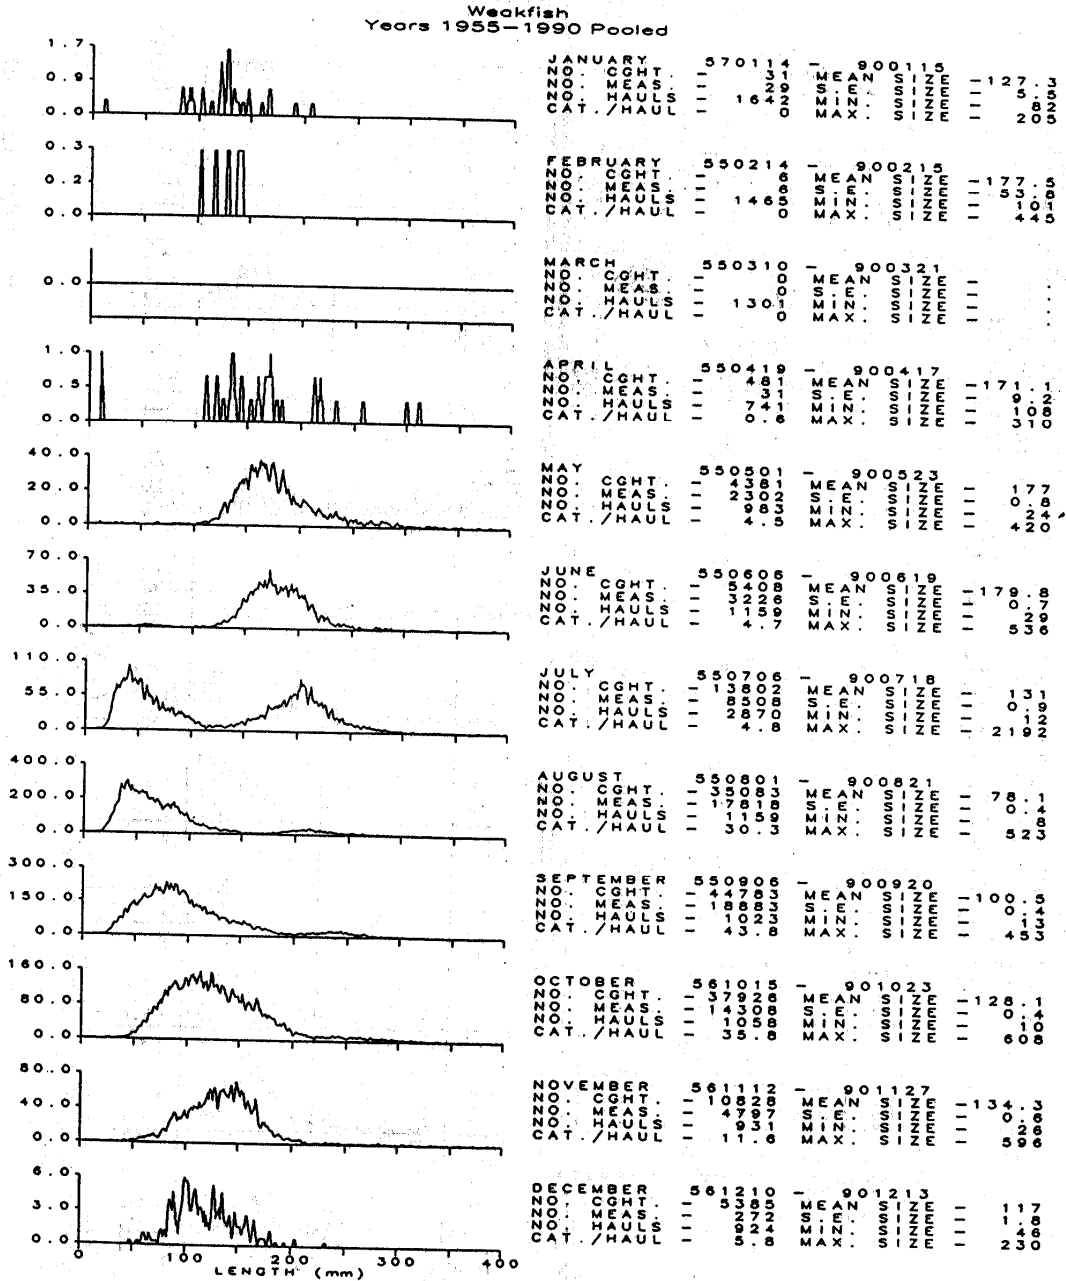 Weakfish
Years 1955-1990 Pooled
1.7
0.9
0.0
JANUARY 570114 - 900115
NO. CGHT. - 31 MEAN SIZE -127.3
NO. MEAS. - 29 S.E. SIZE - 5.5
NO. HAULS - 1642 MIN. SIZE - 82
CAT./HAUL - 0 MAX. SIZE - 205
0.3
0.2
0.0
FEBRUARY 550214 - 900215
NO. CGHT. - 6 MEAN SIZE -177.5
NO. MEAS. - 6 S.E. SIZE - 53.8
NO. HAULS - 1465 MIN. SIZE - 101
CAT./HAUL - 0 MAX. SIZE - 445
0.0
MARCH 550310 - 900321
NO. CGHT. - 0 MEAN SIZE - .
NO. MEAS. - 0 S.E. SIZE - .
NO. HAULS - 1301 MIN. SIZE - .
CAT./HAUL - 0 MAX. SIZE - .
1.0
0.5
0.0
APRIL 550419 - 900417
NO. CGHT. - 481 MEAN SIZE -171.1
NO. MEAS. - 31 S.E. SIZE - 9.2
NO. HAULS - 741 MIN. SIZE - 108
CAT./HAUL - 0.6 MAX. SIZE - 310
40.0
20.0
0.0
MAY 550501 - 900523
NO. CGHT. - 4381 MEAN SIZE - 177
NO. MEAS. - 2302 S.E. SIZE - 0.8
NO. HAULS - 983 MIN. SIZE - 24
CAT./HAUL - 4.5 MAX. SIZE - 420
70.0
35.0
0.0
JUNE 550606 - 900619
NO. CGHT. - 5408 MEAN SIZE -179.8
NO. MEAS. - 3226 S.E. SIZE - 0.7
NO. HAULS - 1159 MIN. SIZE - 29
CAT./HAUL - 4.7 MAX. SIZE - 536
110.0
55.0
0.0
JULY 550706 - 900718
NO. CGHT. - 13802 MEAN SIZE - 131
NO. MEAS. - 8508 S.E. SIZE - 0.9
NO. HAULS - 2870 MIN. SIZE - 12
CAT./HAUL - 4.8 MAX. SIZE - 2192
400.0
200.0
0.0
AUGUST 550801 - 900821
NO. CGHT. - 35083 MEAN SIZE - 78.1
NO. MEAS. - 17818 S.E. SIZE - 0.4
NO. HAULS - 1159 MIN. SIZE - 8
CAT./HAUL - 30.3 MAX. SIZE - 523
300.0
150.0
0.0
SEPTEMBER 550906 - 900920
NO. CGHT. - 44783 MEAN SIZE -100.5
NO. MEAS. - 18883 S.E. SIZE - 0.4
NO. HAULS - 1023 MIN. SIZE - 13
CAT./HAUL - 43.8 MAX. SIZE - 453
160.0
80.0
0.0
OCTOBER 561015 - 901023
NO. CGHT. - 37926 MEAN SIZE -128.1
NO. MEAS. - 14308 S.E. SIZE - 0.4
NO. HAULS - 1058 MIN. SIZE - 10
CAT./HAUL - 35.8 MAX. SIZE - 608
80.0
40.0
0.0
NOVEMBER 561112 - 901127
NO. CGHT. - 10828 MEAN SIZE -134.3
NO. MEAS. - 4797 S.E. SIZE - 0.6
NO. HAULS - 931 MIN. SIZE - 26
CAT./HAUL - 11.6 MAX. SIZE - 596
6.0
3.0
0.0
DECEMBER 561210 - 901213
NO. CGHT. - 5385 MEAN SIZE - 117
NO. MEAS. - 272 S.E. SIZE - 1.8
NO. HAULS - 924 MIN. SIZE - 46
CAT./HAUL - 5.8 MAX. SIZE - 230
0 100 200 300 400
LENGTH (mm)